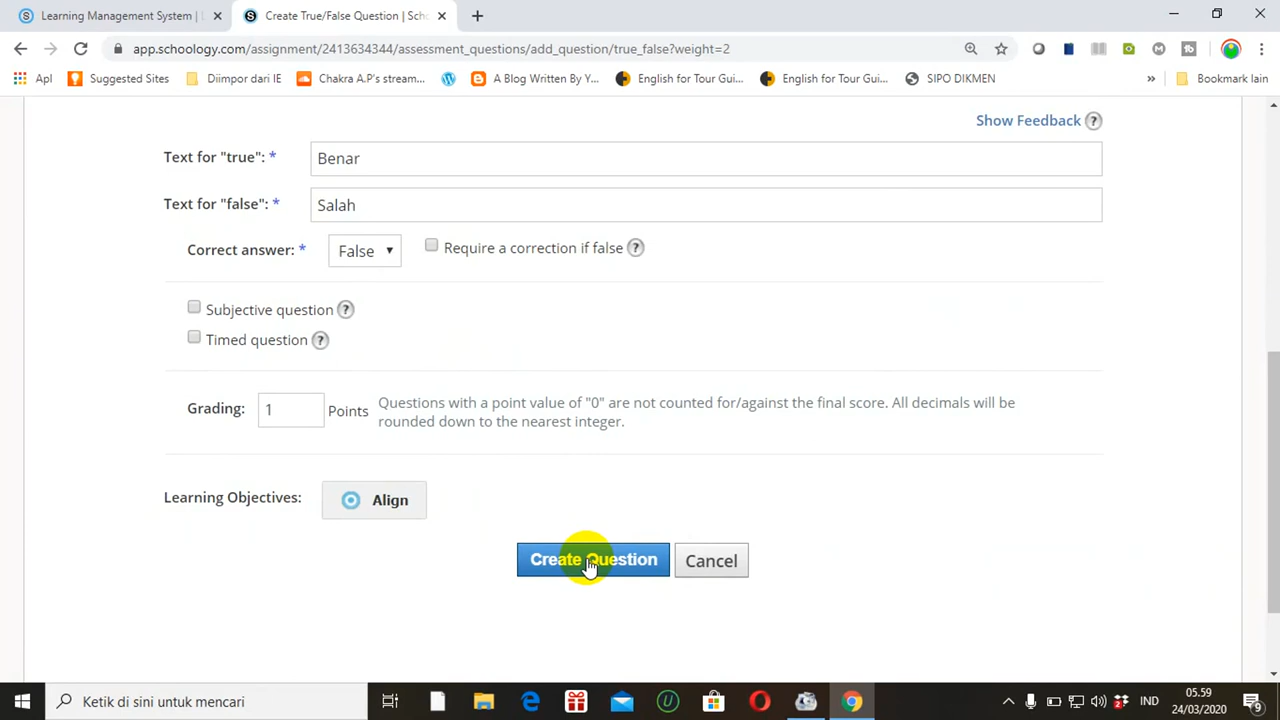 Learning Management System |
Create True/False Question | Scho
app.schoology.com/assignment/2413634344/assessment_questions/add_question/true_false?weight=2
Apl
Suggested Sites
Diimpor dari IE
Chakra A.P's stream...
A Blog Written By Y...
English for Tour Gui...
English for Tour Gui...
SIPO DIKMEN
»
Bookmark lain
Show Feedback ?
Text for "true": * Benar
Text for "false": * Salah
Correct answer: * False Require a correction if false ?
Subjective question ?
Timed question ?
Grading: 1 Points Questions with a point value of "0" are not counted for/against the final score. All decimals will be
rounded down to the nearest integer.
Learning Objectives: Align
Create Question Cancel
Ketik di sini untuk mencari
IND
05.59
24/03/2020
9